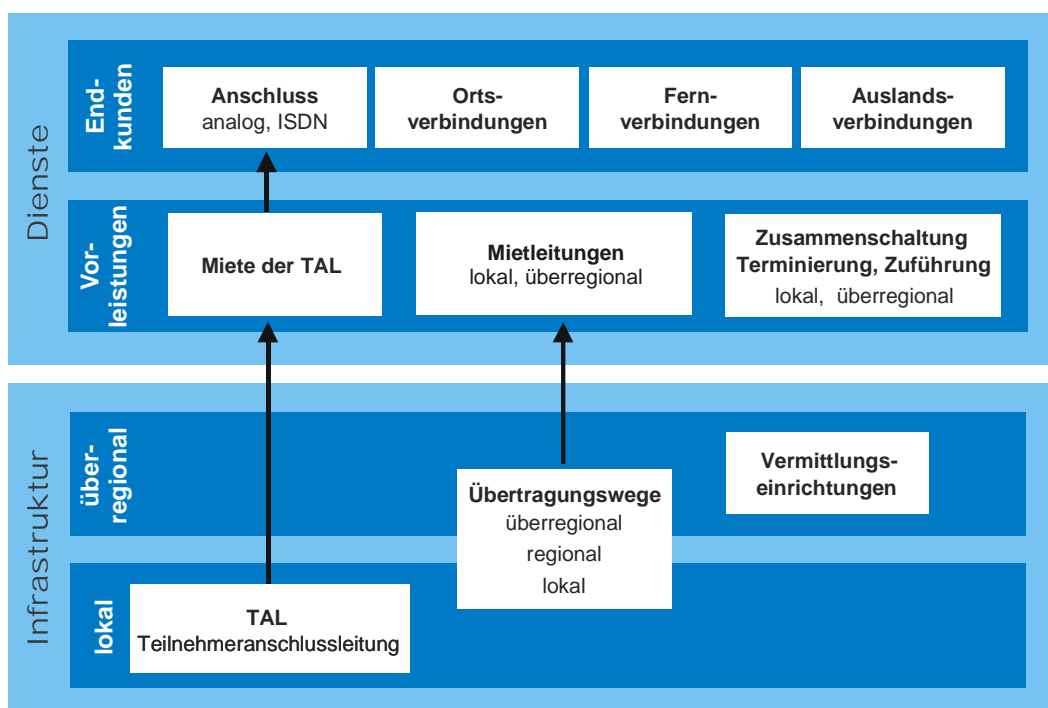 Dienste
End-
kunden
Anschluss
analog, ISDN
Orts-
verbindungen
Fern-
verbindungen
Auslands-
verbindungen
Vor-
leistungen
Miete der TAL
Mietleitungen
lokal, überregional
Zusammenschaltung
Terminierung, Zuführung
lokal, überregional
Infrastruktur
über-
regional
Übertragungswege
überregional
regional
lokal
Vermittlungs-
einrichtungen
lokal
TAL
Teilnehmeranschlussleitung